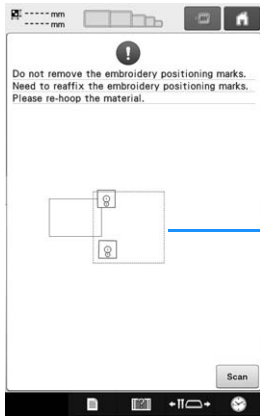 ----- mm
----- mm
Do not remove the embroidery positioning marks.
Need to reaffix the embroidery positioning marks.
Please re-hoop the material.
Scan